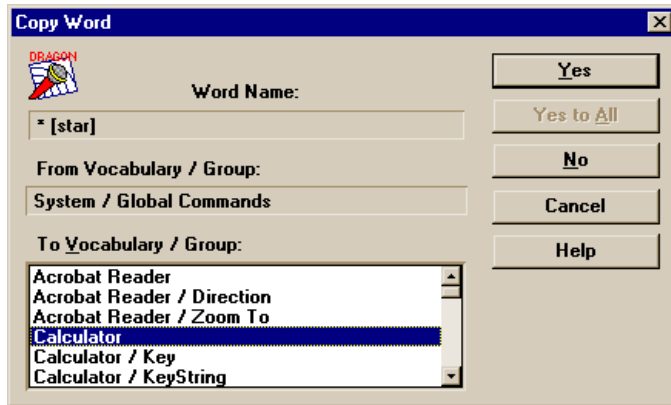 Copy Word
DRAGON
Word Name:
* [star]
From Vocabulary / Group:
System / Global Commands
To Vocabulary / Group:
Acrobat Reader
Acrobat Reader / Direction
Acrobat Reader / Zoom To
Calculator
Calculator / Key
Calculator / KeyString
Yes
Yes to All
No
Cancel
Help